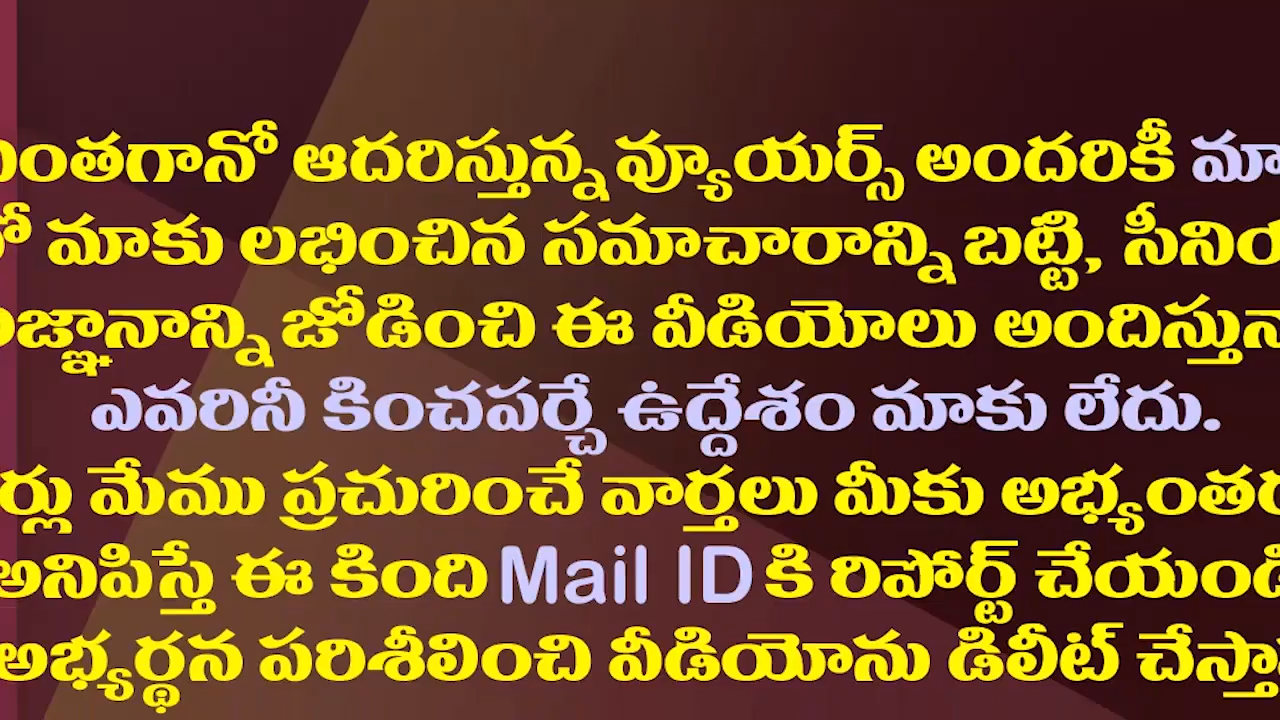 ఆదరిస్తున్న వ్యూయర్స్ అందరికీ మా
మాకు లభించిన సమాచారాన్ని బట్టి, సీనియ
జోడించి ఈ వీడియోలు అందిస్తున్నా
ఎవరినీ కించపర్చే ఉద్దేశం మాకు లేదు.
మేము ప్రచురించే వార్తలు మీకు అభ్యంతర
అనిపిస్తే ఈ కింది Mail ID కి రిపోర్ట్ చేయండి
అభ్యర్థన పరిశీలించి వీడియోను డిలీట్ చేస్తా